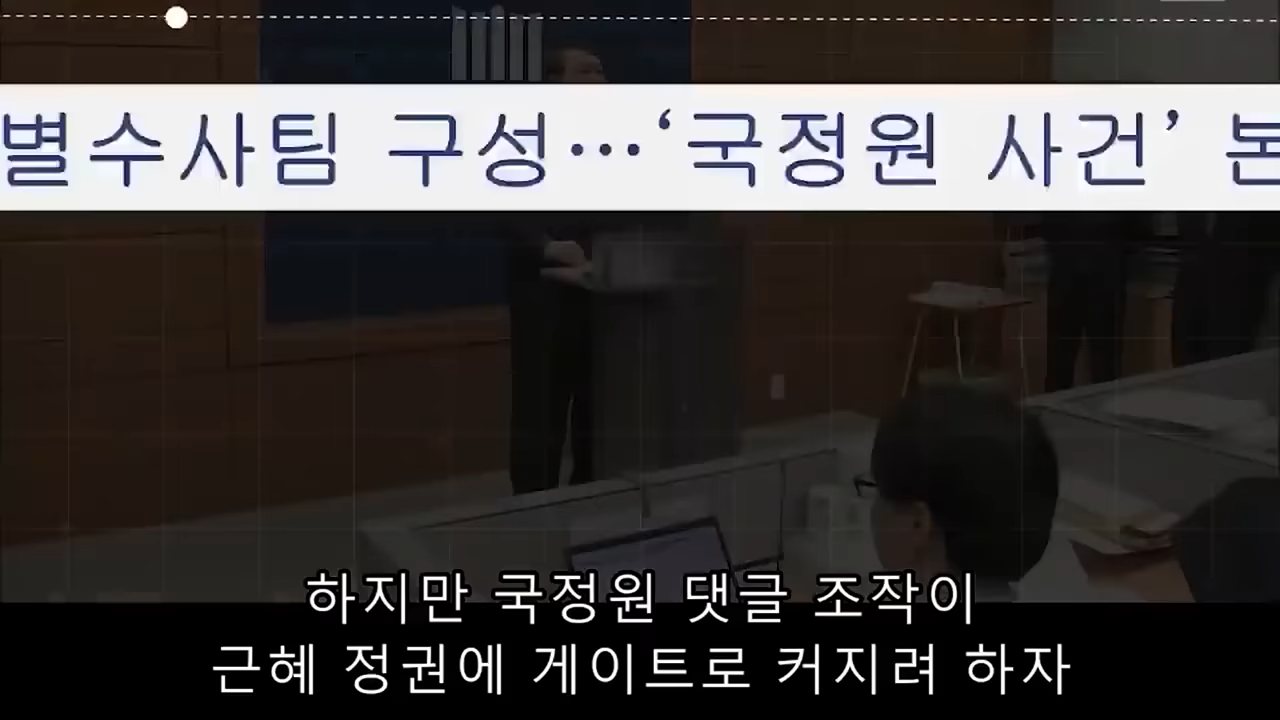 별수사팀 구성…‘국정원 사건’ 본
하지만 국정원 댓글 조작이
근혜 정권에 게이트로 커지려 하자